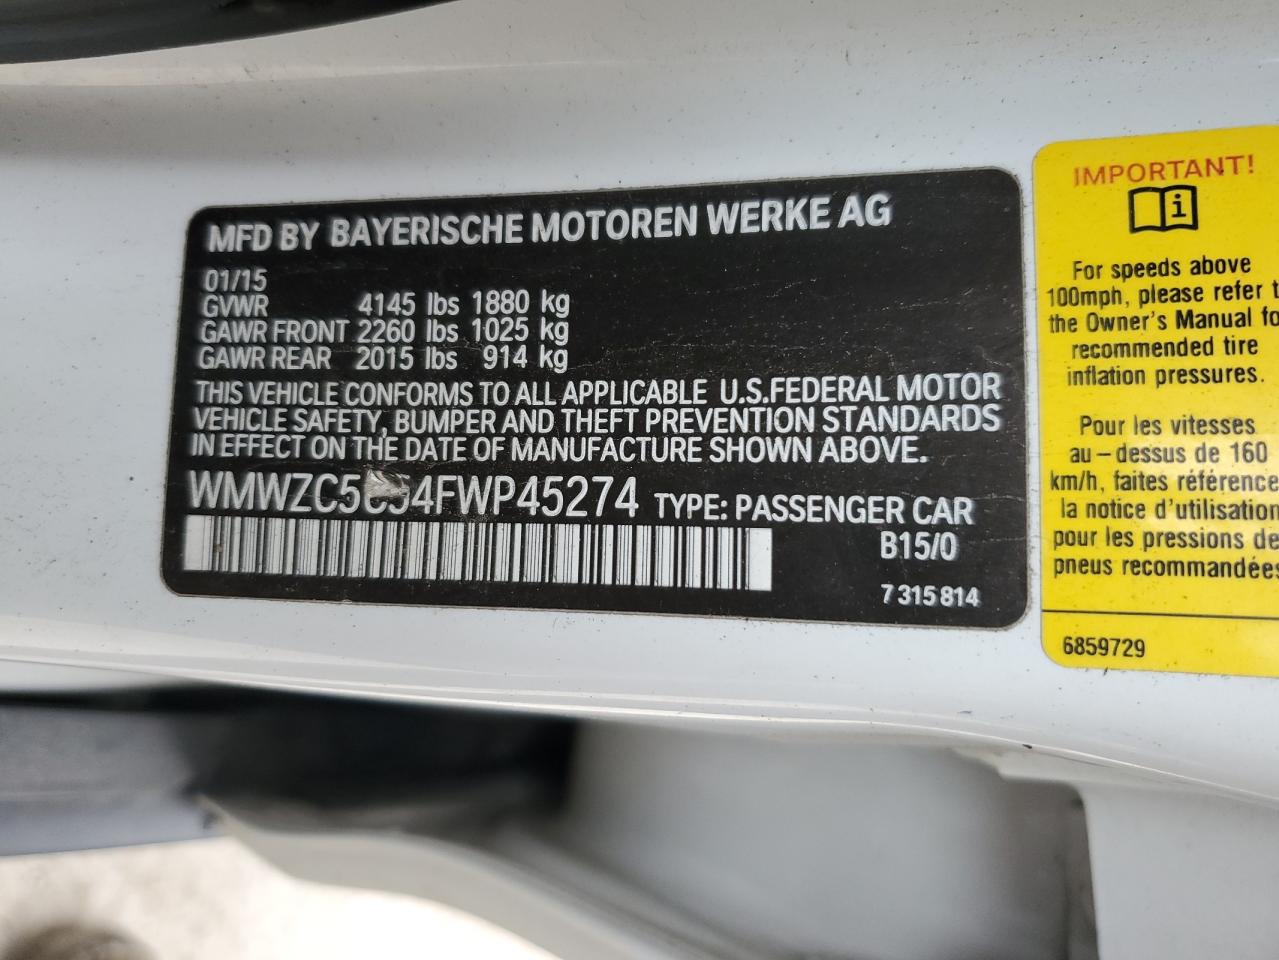 MFD BY BAYERISCHE MOTOREN WERKE AG
01/15
GVWR 4145 lbs 1880 kg
GAWR FRONT 2260 lbs 1025 kg
GAWR REAR 2015 lbs 914 kg
THIS VEHICLE CONFORMS TO ALL APPLICABLE U.S.FEDERAL MOTOR
VEHICLE SAFETY, BUMPER AND THEFT PREVENTION STANDARDS
IN EFFECT ON THE DATE OF MANUFACTURE SHOWN ABOVE.
WMWZC5C54FWP45274 TYPE: PASSENGER CAR
B15/0
7 315 814
IMPORTANT!
i
For speeds above
100mph, please refer t
the Owner's Manual fo
recommended tire
inflation pressures.
Pour les vitesses
au – dessus de 160
km/h, faites référence
la notice d'utilisation
pour les pressions de
pneus recommandées
6859729